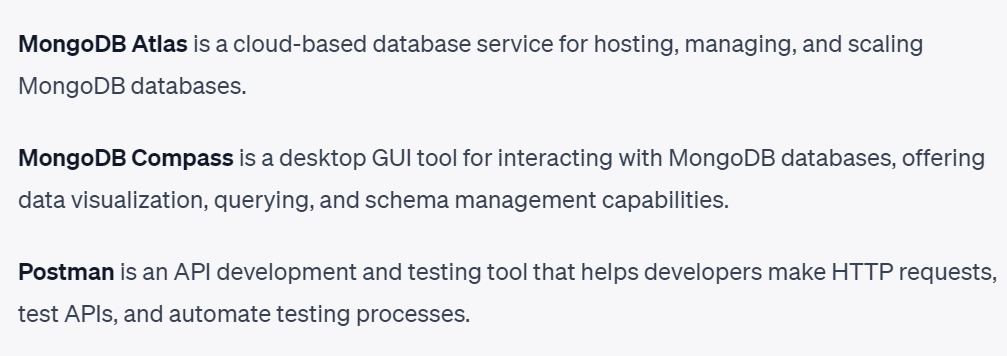 MongoDB Atlas is a cloud-based database service for hosting, managing, and scaling
MongoDB databases.
MongoDB Compass is a desktop GUI tool for interacting with MongoDB databases, offering
data visualization, querying, and schema management capabilities.
Postman is an API development and testing tool that helps developers make HTTP requests,
test APIs, and automate testing processes.